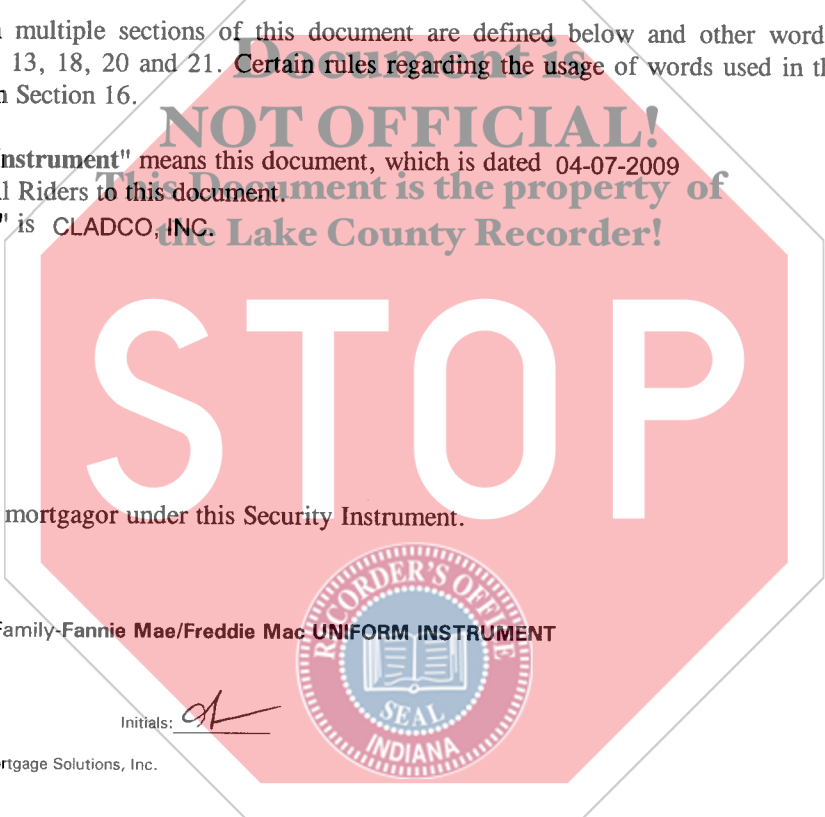 multiple sections of this document are defined below and other word
Document is
13, 18, 20 and 21. Certain rules regarding the usage of words used in th
n Section 16.
NOT OFFICIAL!
nstrument" means this document, which is dated 04-07-2009
This Document is the property of
l Riders to this document.
" is CLADCO, INC.
the Lake County Recorder!
STOP
mortgagor under this Security Instrument.
RECORDER'S OFFICE
Family-Fannie Mae/Freddie Mac UNIFORM INSTRUMENT
SEAL
Initials:
INDIANA
rtgage Solutions, Inc.